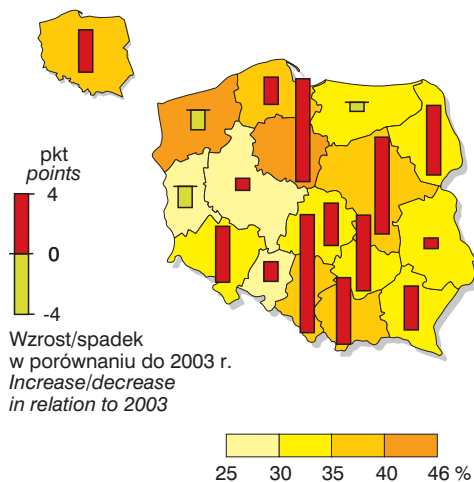 pkt
points
4
0
-4
Wzrost/spadek
w porównaniu do 2003 r.
Increase/decrease
in relation to 2003
25 30 35 40 46 %